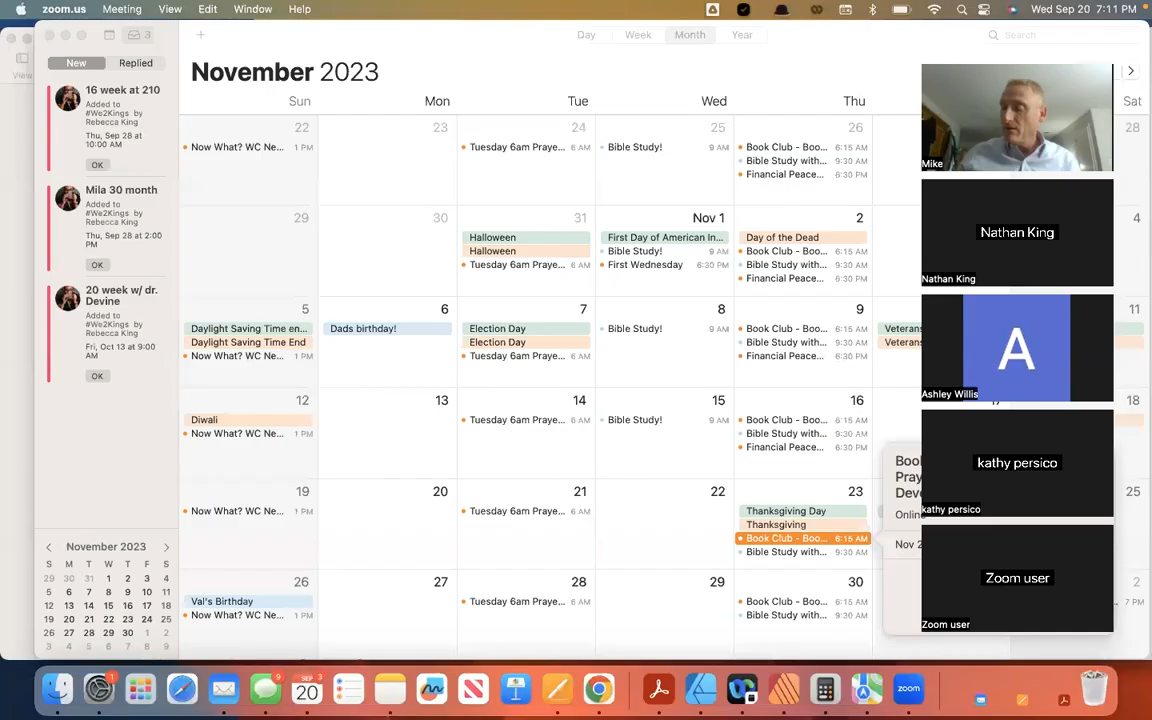 zoom.us Meeting View Edit Window Help
Wed Sep 20 7:11 PM
3
Day Week Month Year
Search
View
New Replied
16 week at 210
Added to
#We2Kings by
Rebecca King
Thu, Sep 28 at
10:00 AM
OK
Mila 30 month
Added to
#We2Kings by
Rebecca King
Thu, Sep 28 at 2:00
PM
OK
20 week w/ dr.
Devine
Added to
#We2Kings by
Rebecca King
Fri, Oct 13 at 9:00
AM
OK
November 2023
S M T W T F S
29 30 31 1 2 3 4
5 6 7 8 9 10 11
12 13 14 15 16 17 18
19 20 21 22 23 24 25
26 27 28 29 30 1 2
3 4 5 6 7 8 9
November 2023
Sun Mon Tue Wed Thu Sat
22 23 24 25 26 28
Now What? WC Ne... 1 PM
Tuesday 6am Praye... 6 AM
Bible Study! 9 AM
Book Club - Boo... 6:15 AM
Bible Study with... 9:30 AM
Financial Peace... 6:30 PM
29 30 31 Nov 1 2 4
Halloween
Halloween
Tuesday 6am Praye... 6 AM
First Day of American In...
Bible Study! 9 AM
First Wednesday 6:30 PM
Day of the Dead
Book Club - Boo... 6:15 AM
Bible Study with... 9:30 AM
Financial Peace... 6:30 PM
5 6 7 8 9 11
Daylight Saving Time en...
Daylight Saving Time End
Now What? WC Ne... 1 PM
Dads birthday!
Election Day
Election Day
Tuesday 6am Praye... 6 AM
Bible Study! 9 AM
Book Club - Boo... 6:15 AM
Bible Study with... 9:30 AM
Financial Peace... 6:30 PM
Veterans
Veterans
12 13 14 15 16 18
Diwali
Now What? WC Ne... 1 PM
Tuesday 6am Praye... 6 AM
Bible Study! 9 AM
Book Club - Boo... 6:15 AM
Bible Study with... 9:30 AM
Financial Peace... 6:30 PM
19 20 21 22 23 25
Now What? WC Ne... 1 PM
Tuesday 6am Praye... 6 AM
Thanksgiving Day
Thanksgiving
Book Club - Boo... 6:15 AM
Bible Study with... 9:30 AM
26 27 28 29 30 2
Val's Birthday
Now What? WC Ne... 1 PM
Tuesday 6am Praye... 6 AM
Book Club - Boo... 6:15 AM
Bible Study with... 9:30 AM
7 PM
Boo
Pray
Dev
Onlin
Nov 2
Mike
Nathan King
Nathan King
A
Ashley Willis
kathy persico
kathy persico
Zoom user
Zoom user
1
9
SEP
20
3
zoom